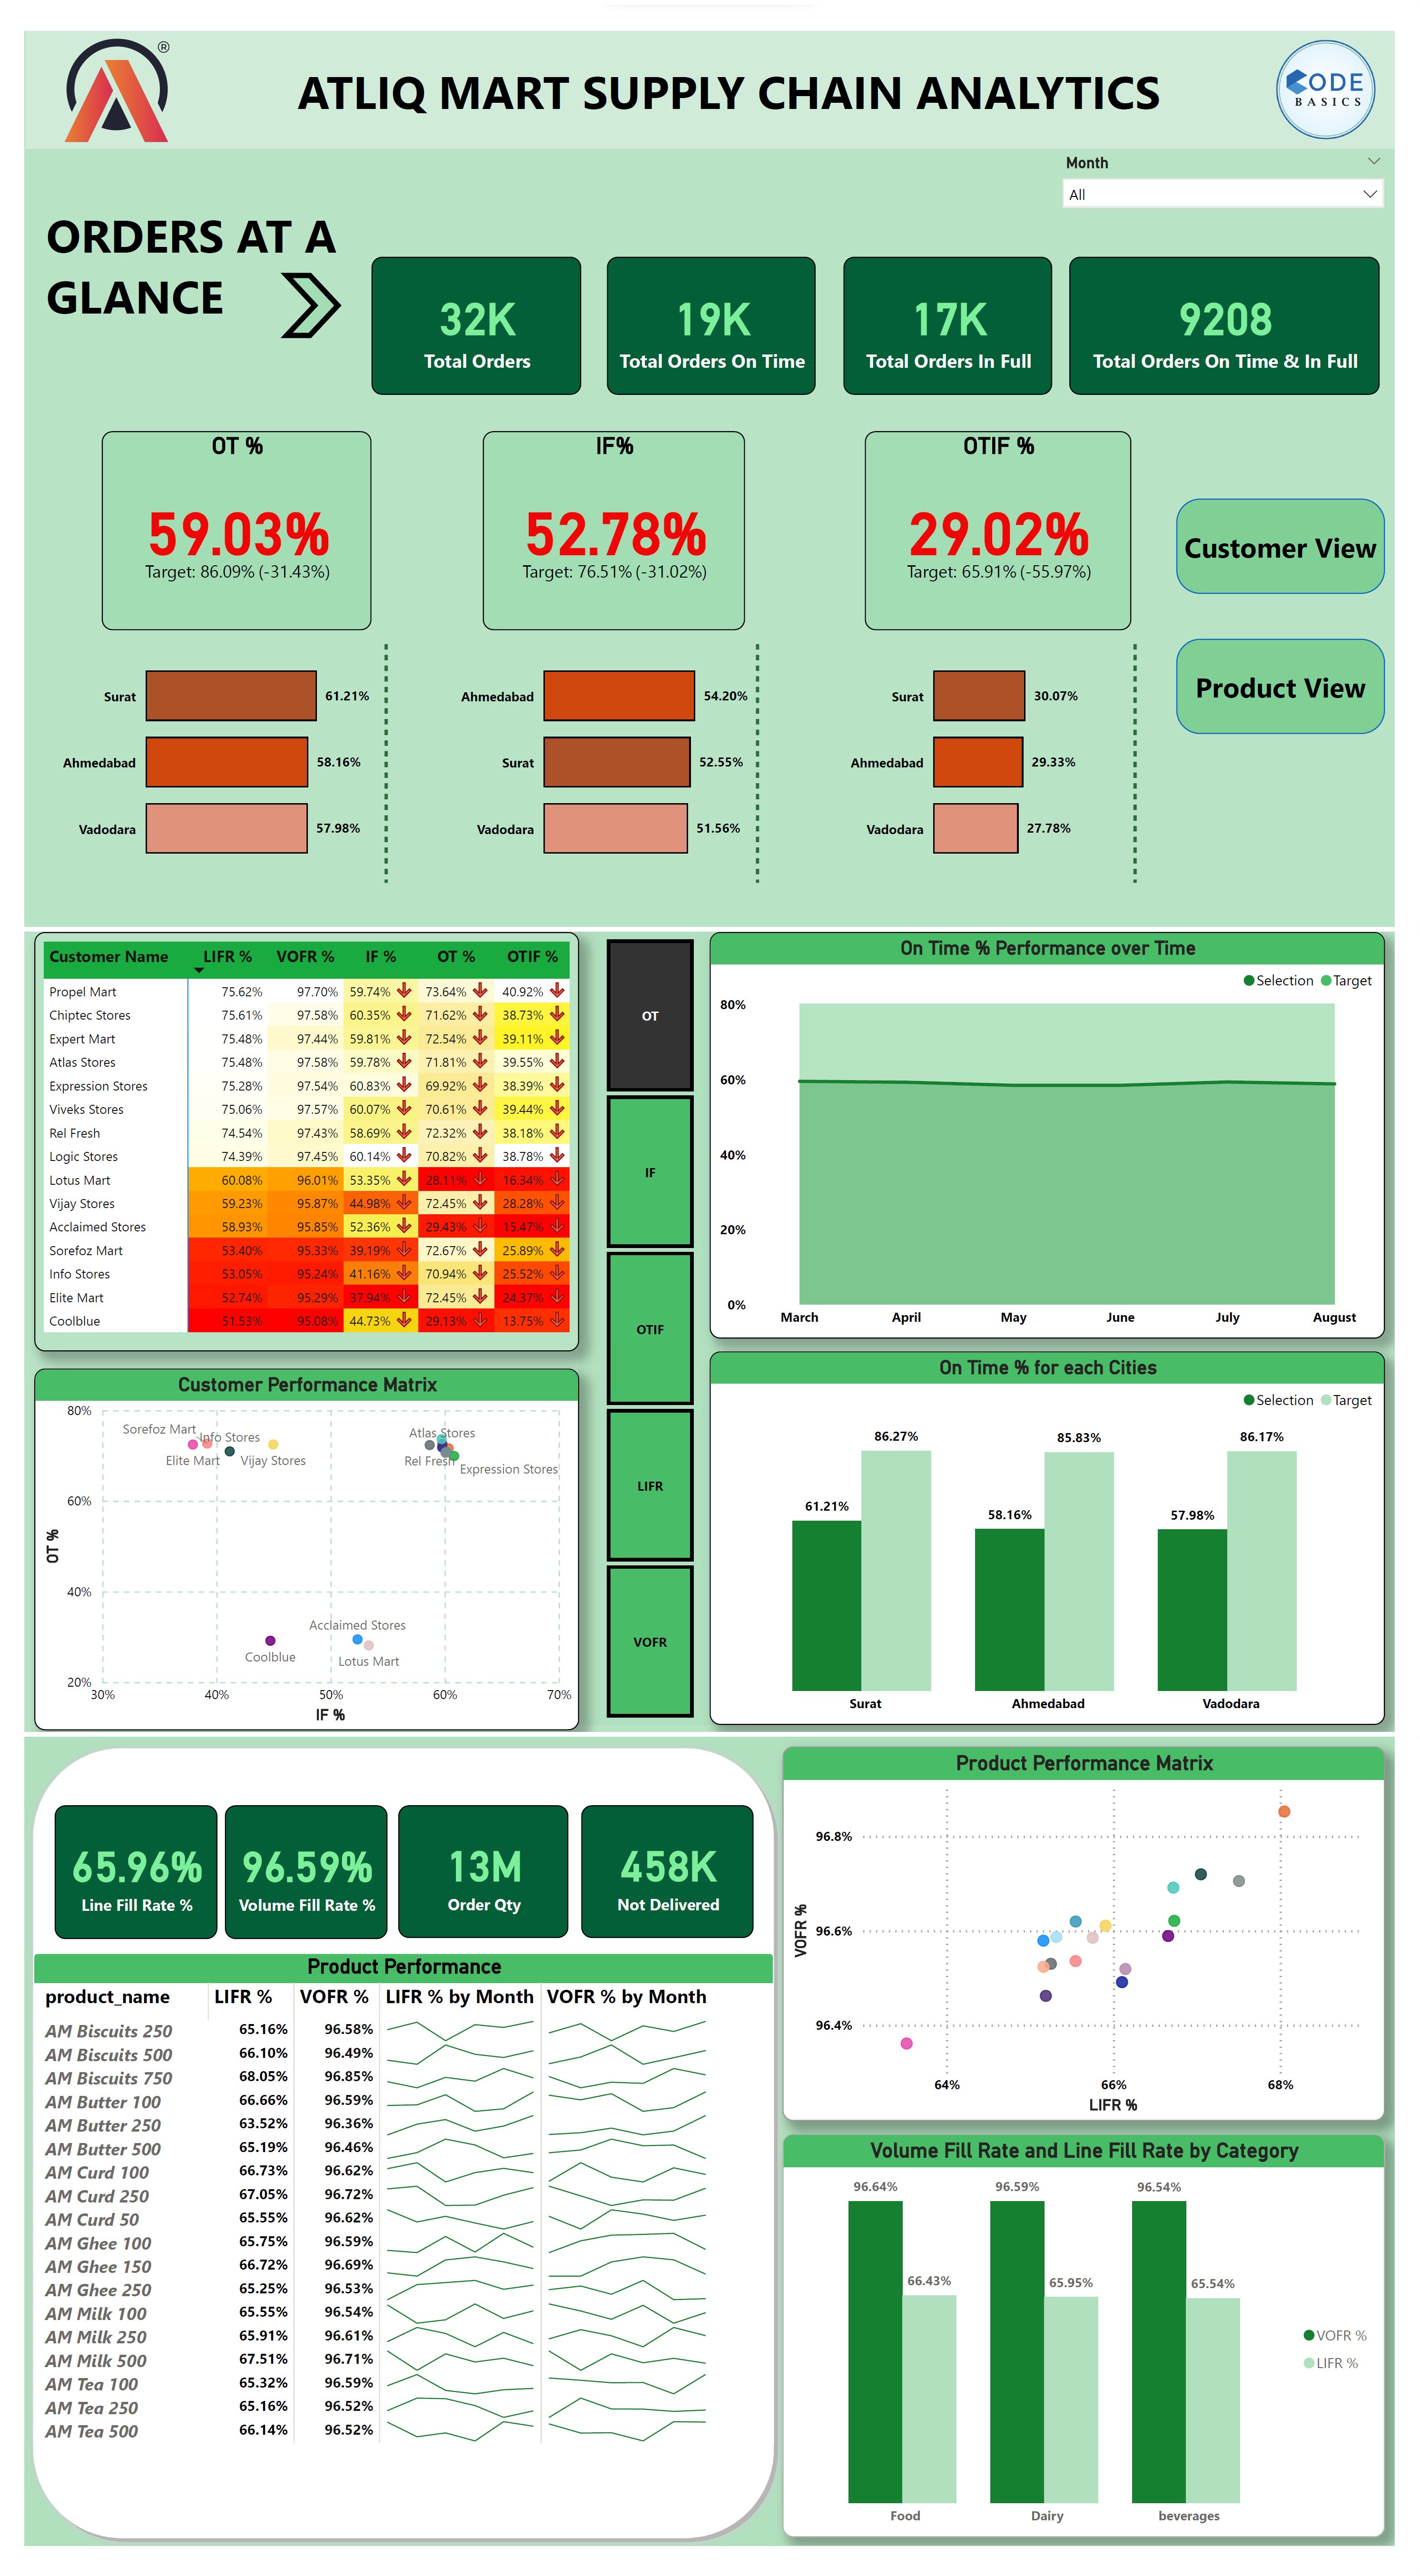 ®
ATLIQ MART SUPPLY CHAIN ANALYTICS
CODE
BASICS
Month
All
ORDERS AT A
GLANCE
32K
Total Orders
19K
Total Orders On Time
17K
Total Orders In Full
9208
Total Orders On Time & In Full
OT %
59.03%
Target: 86.09% (-31.43%)
IF%
52.78%
Target: 76.51% (-31.02%)
OTIF %
29.02%
Target: 65.91% (-55.97%)
Customer View
Product View
Surat 61.21%
Ahmedabad 58.16%
Vadodara 57.98%
Ahmedabad 54.20%
Surat 52.55%
Vadodara 51.56%
Surat 30.07%
Ahmedabad 29.33%
Vadodara 27.78%
Customer Name LIFR % VOFR % IF % OT % OTIF %
Propel Mart 75.62% 97.70% 59.74% 73.64% 40.92%
Chiptec Stores 75.61% 97.58% 60.35% 71.62% 38.73%
Expert Mart 75.48% 97.44% 59.81% 72.54% 39.11%
Atlas Stores 75.48% 97.58% 59.78% 71.81% 39.55%
Expression Stores 75.28% 97.54% 60.83% 69.92% 38.39%
Viveks Stores 75.06% 97.57% 60.07% 70.61% 39.44%
Rel Fresh 74.54% 97.43% 58.69% 72.32% 38.18%
Logic Stores 74.39% 97.45% 60.14% 70.82% 38.78%
Lotus Mart 60.08% 96.01% 53.35% 28.11% 16.34%
Vijay Stores 59.23% 95.87% 44.98% 72.45% 28.28%
Acclaimed Stores 58.93% 95.85% 52.36% 29.43% 15.47%
Sorefoz Mart 53.40% 95.33% 39.19% 72.67% 25.89%
Info Stores 53.05% 95.24% 41.16% 70.94% 25.52%
Elite Mart 52.74% 95.29% 37.94% 72.45% 24.37%
Coolblue 51.53% 95.08% 44.73% 29.13% 13.75%
OT
IF
OTIF
LIFR
VOFR
On Time % Performance over Time
Selection Target
80%
60%
40%
20%
0%
March April May June July August
Customer Performance Matrix
80%
60%
40%
20%
OT %
Sorefoz Mart
Info Stores
Elite Mart
Vijay Stores
Atlas Stores
Rel Fresh
Expression Stores
Acclaimed Stores
Coolblue
Lotus Mart
30% 40% 50% 60% 70%
IF %
On Time % for each Cities
Selection Target
61.21% 86.27%
58.16% 85.83%
57.98% 86.17%
Surat Ahmedabad Vadodara
65.96%
Line Fill Rate %
96.59%
Volume Fill Rate %
13M
Order Qty
458K
Not Delivered
Product Performance
product_name LIFR % VOFR % LIFR % by Month VOFR % by Month
AM Biscuits 250 65.16% 96.58%
AM Biscuits 500 66.10% 96.49%
AM Biscuits 750 68.05% 96.85%
AM Butter 100 66.66% 96.59%
AM Butter 250 63.52% 96.36%
AM Butter 500 65.19% 96.46%
AM Curd 100 66.73% 96.62%
AM Curd 250 67.05% 96.72%
AM Curd 50 65.55% 96.62%
AM Ghee 100 65.75% 96.59%
AM Ghee 150 66.72% 96.69%
AM Ghee 250 65.25% 96.53%
AM Milk 100 65.55% 96.54%
AM Milk 250 65.91% 96.61%
AM Milk 500 67.51% 96.71%
AM Tea 100 65.32% 96.59%
AM Tea 250 65.16% 96.52%
AM Tea 500 66.14% 96.52%
Product Performance Matrix
96.8%
96.6%
96.4%
VOFR %
64% 66% 68%
LIFR %
Volume Fill Rate and Line Fill Rate by Category
96.64% 96.59% 96.54%
66.43% 65.95% 65.54%
VOFR %
LIFR %
Food Dairy beverages